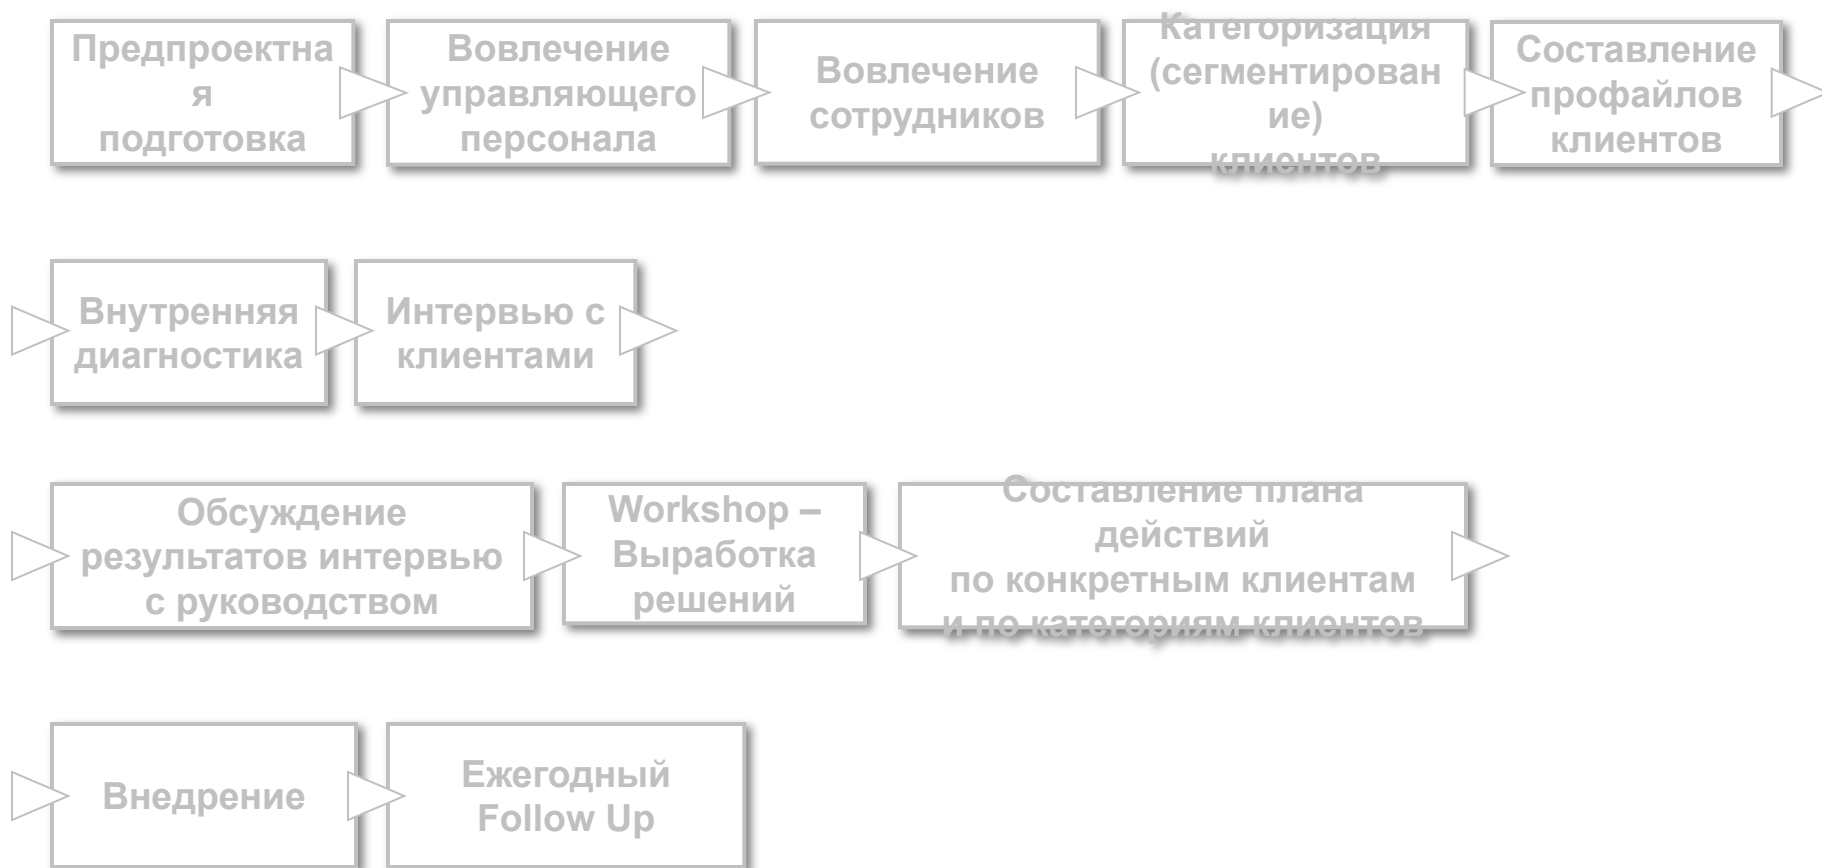 Предпроектна
я
подготовка
Вовлечение
управляющего
персонала
Вовлечение
сотрудников
Категоризация
(сегментирован
ие)
клиентов
Составление
профайлов
клиентов
Внутренняя
диагностика
Интервью с
клиентами
Обсуждение
результатов интервью
с руководством
Workshop –
Выработка
решений
Составление плана
действий
по конкретным клиентам
и по категориям клиентов
Внедрение
Ежегодный
Follow Up